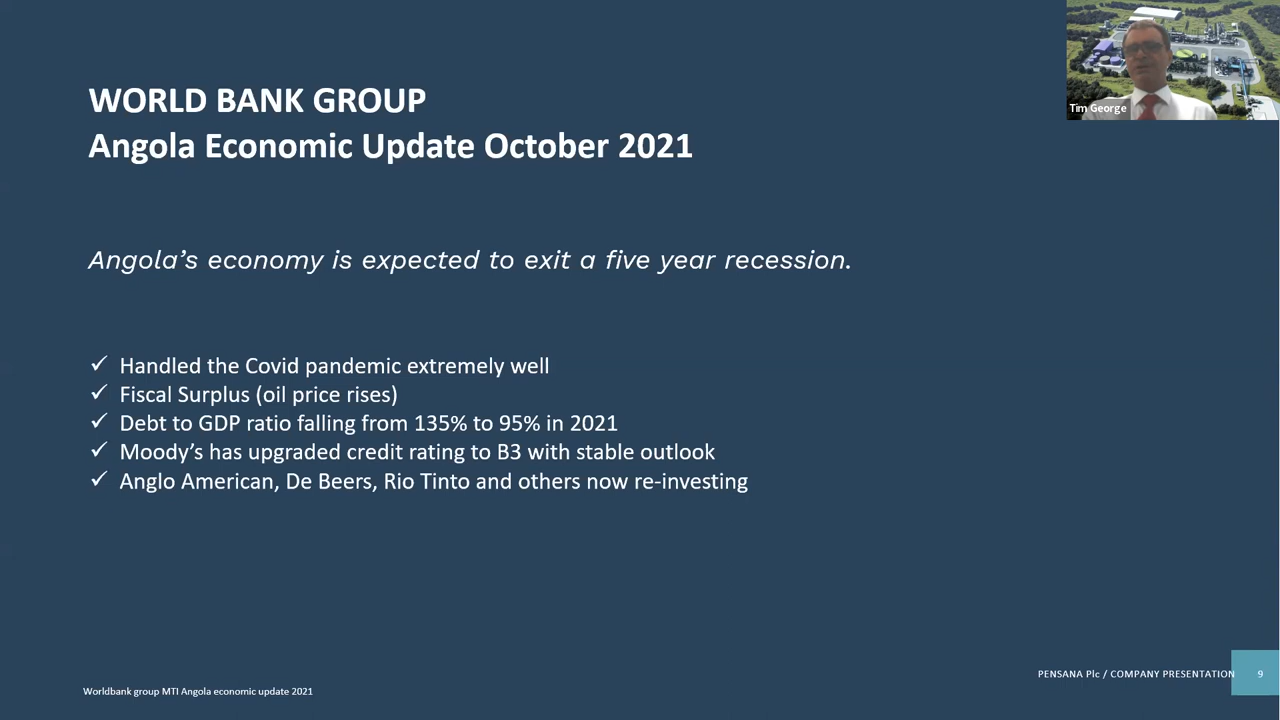 Tim George
WORLD BANK GROUP
Angola Economic Update October 2021
Angola’s economy is expected to exit a five year recession.
✓ Handled the Covid pandemic extremely well
✓ Fiscal Surplus (oil price rises)
✓ Debt to GDP ratio falling from 135% to 95% in 2021
✓ Moody’s has upgraded credit rating to B3 with stable outlook
✓ Anglo American, De Beers, Rio Tinto and others now re-investing
PENSANA Plc / COMPANY PRESENTATION 9
Worldbank group MTI Angola economic update 2021